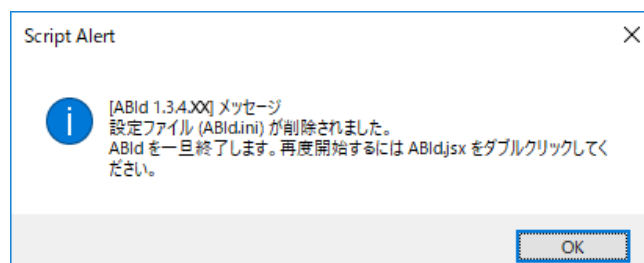 Script Alert
[ABId 1.3.4.XX] メッセージ
設定ファイル (ABId.ini) が削除されました。
ABId を一旦終了します。再度開始するには ABId.jsx をダブルクリックしてく
ださい。
OK